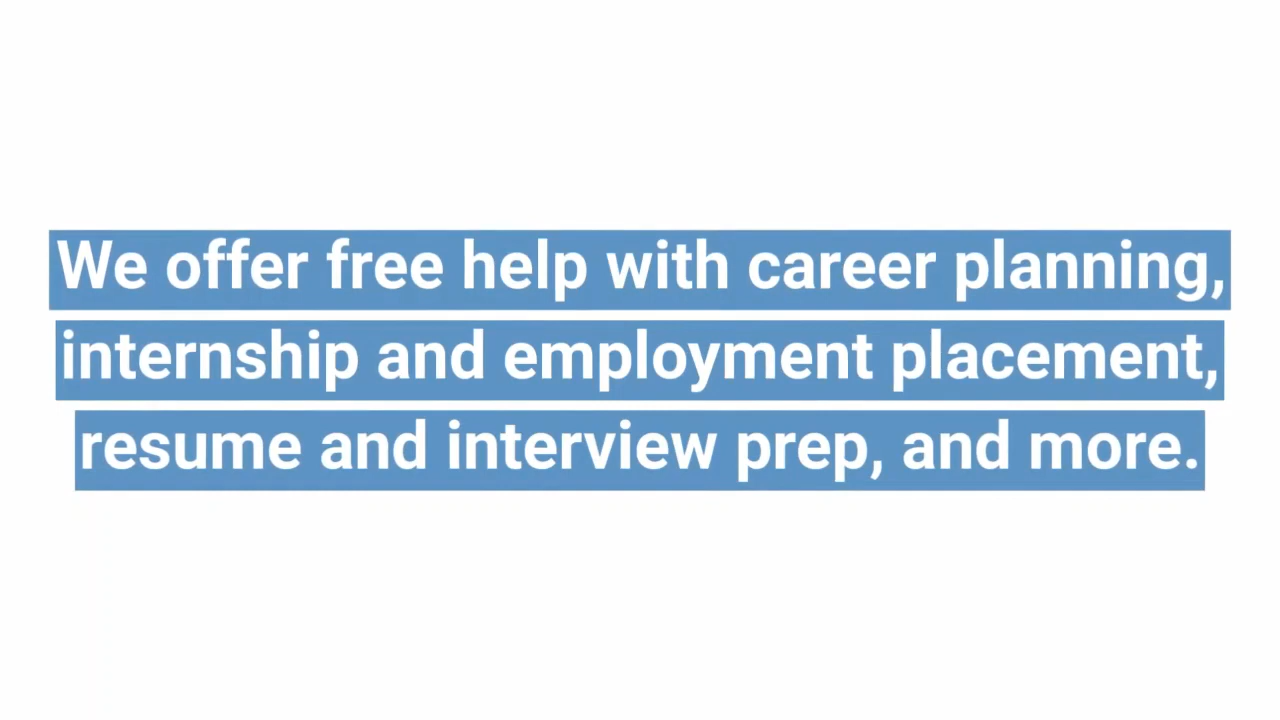 We offer free help with career planning,
internship and employment placement,
resume and interview prep, and more.